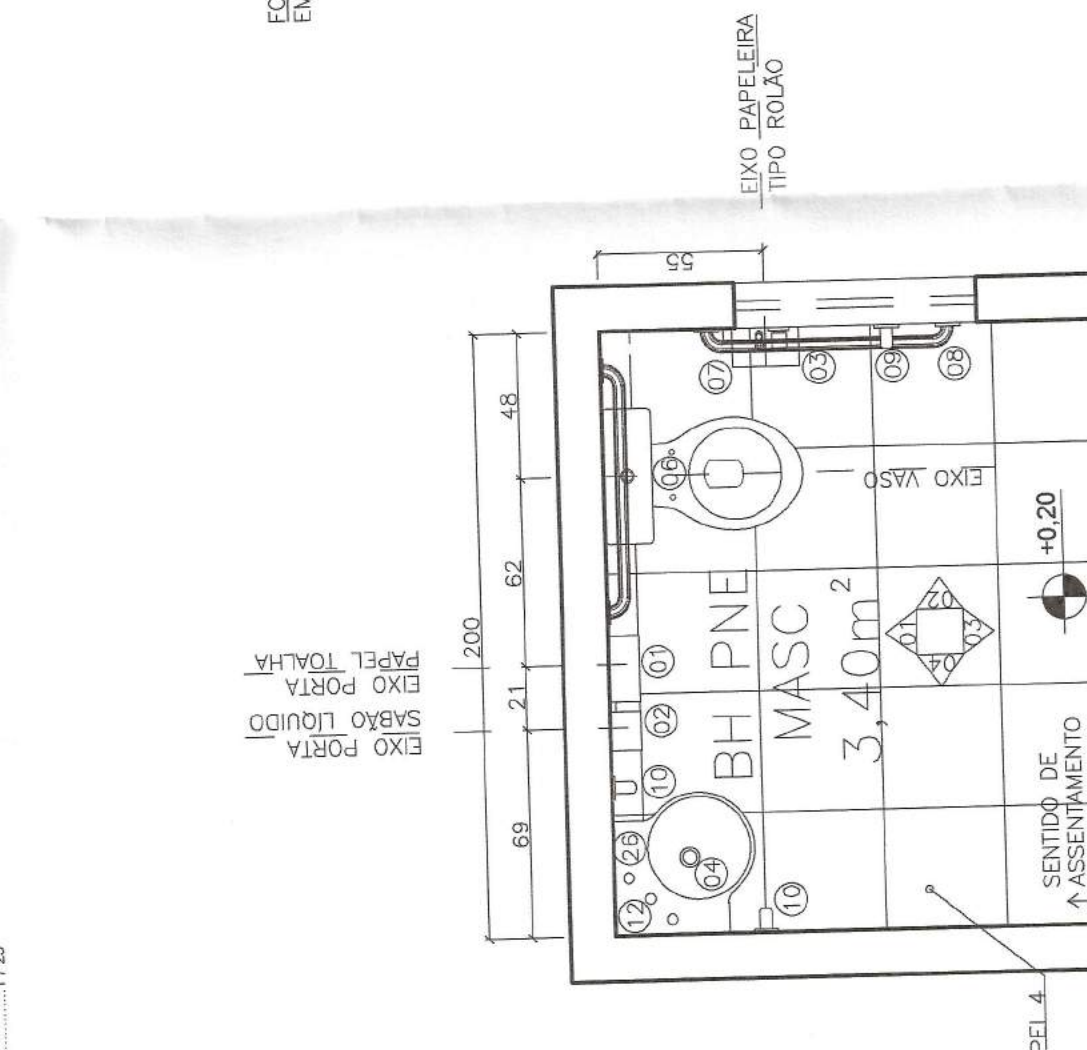 EIXO PAPELEIRA
TIPO ROLÃO
55
200
48
62
21
69
EIXO PORTA
PAPEL TOALHA
EIXO PORTA
SABÃO LÍQUIDO
07
03
09
08
06
EIXO VASO
01
02
10
26
04
12
10
BH PNE
MASC
3,40m²
01
02
03
04
+0,20
SENTIDO DE
↑ ASSENTAMENTO